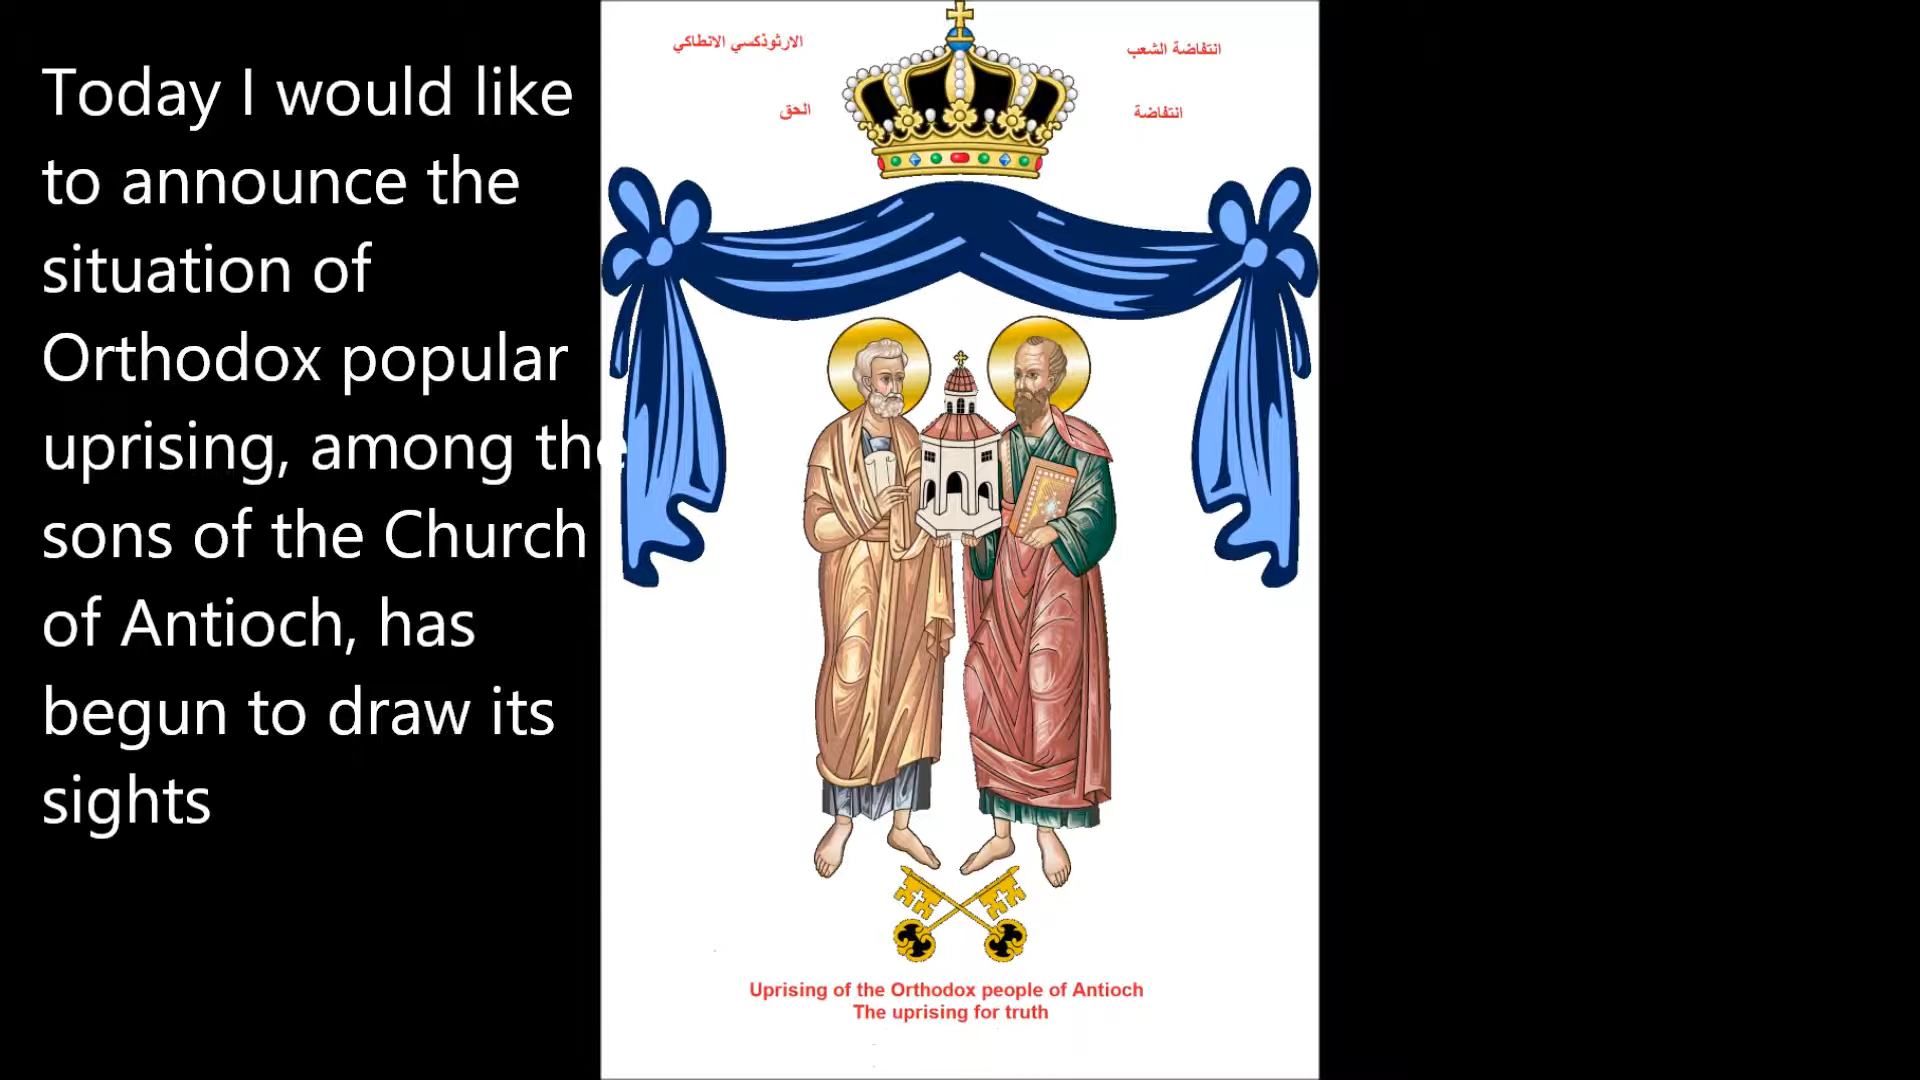 Today I would like
to announce the
situation of
Orthodox popular
uprising, among the
sons of the Church
of Antioch, has
begun to draw its
sights
انتفاضة الشعب الارثوذكسي الانطاكي
انتفاضة الحق
Uprising of the Orthodox people of Antioch
The uprising for truth